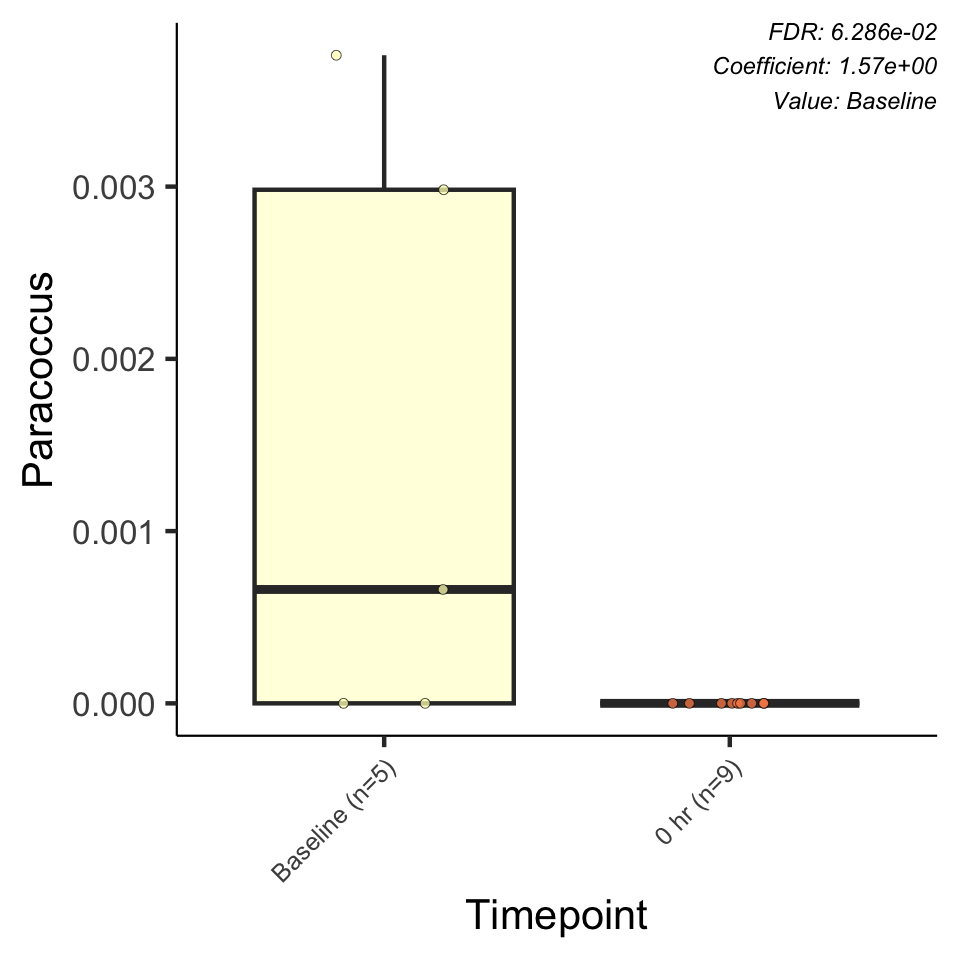 FDR: 6.286e-02
Coefficient: 1.57e+00
Value: Baseline
Paracoccus
0.003
0.002
0.001
0.000
Baseline (n=5)
0 hr (n=9)
Timepoint